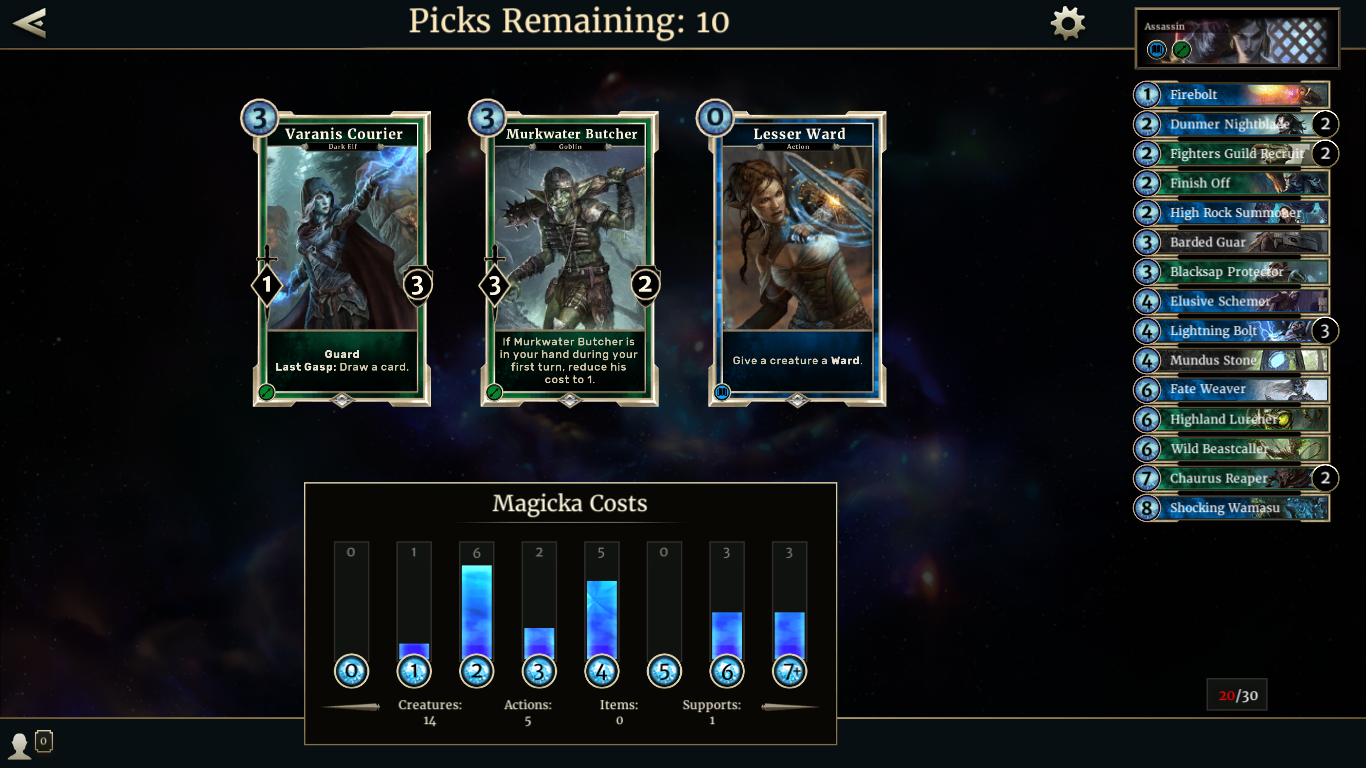 Picks Remaining: 10
Assassin
3
Varanis Courier
Dark Elf
1
3
Guard
Last Gasp: Draw a card.
3
Murkwater Butcher
Goblin
3
2
If Murkwater Butcher is
in your hand during your
first turn, reduce his
cost to 1.
0
Lesser Ward
Action
Give a creature a Ward.
1 Firebolt
2 Dunmer Nightblade 2
2 Fighters Guild Recruit 2
2 Finish Off
2 High Rock Summoner
3 Barded Guar
3 Blacksap Protector
4 Elusive Schemer
4 Lightning Bolt 3
4 Mundus Stone
6 Fate Weaver
6 Highland Lurcher
6 Wild Beastcaller
7 Chaurus Reaper 2
8 Shocking Wamasu
Magicka Costs
0 1 6 2 5 0 3 3
0 1 2 3 4 5 6 7+
Creatures: Actions: Items: Supports:
14 5 0 1
20/30
0